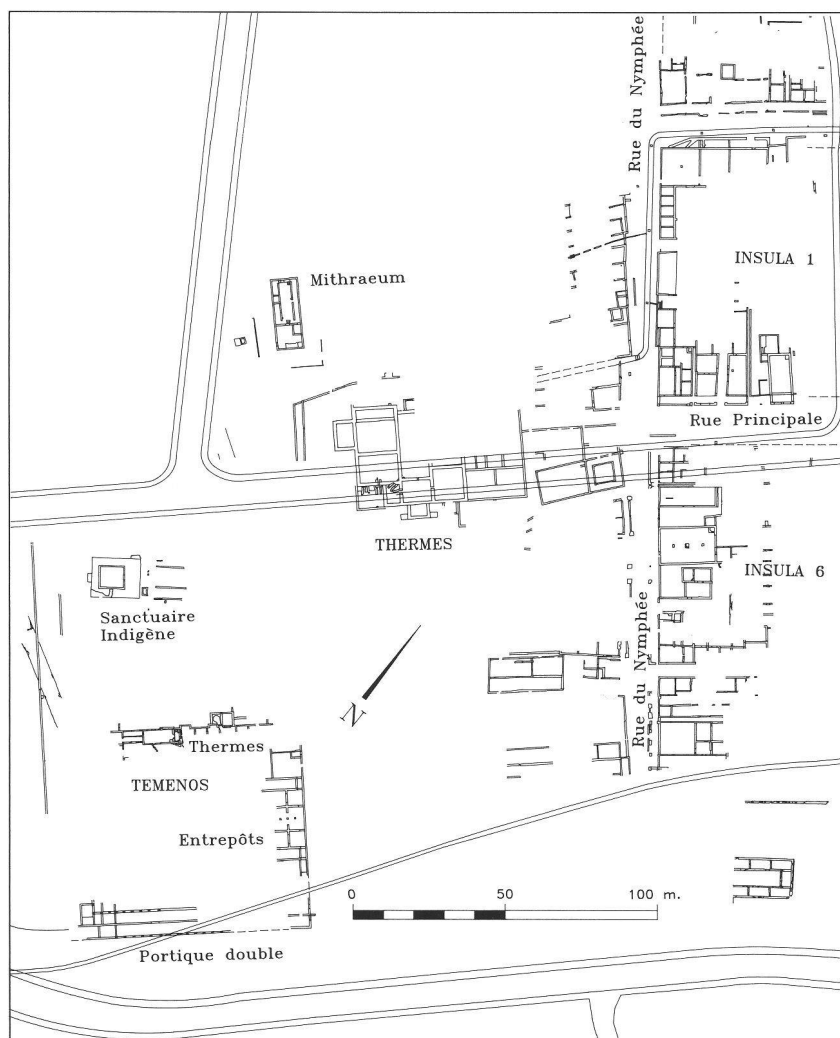 Rue du Nymphée
INSULA 1
Mithraeum
Rue Principale
THERMES
INSULA 6
Sanctuaire
Indigène
Rue du Nymphée
N
Thermes
TEMENOS
Entrepôts
0 50 100 m.
Portique double